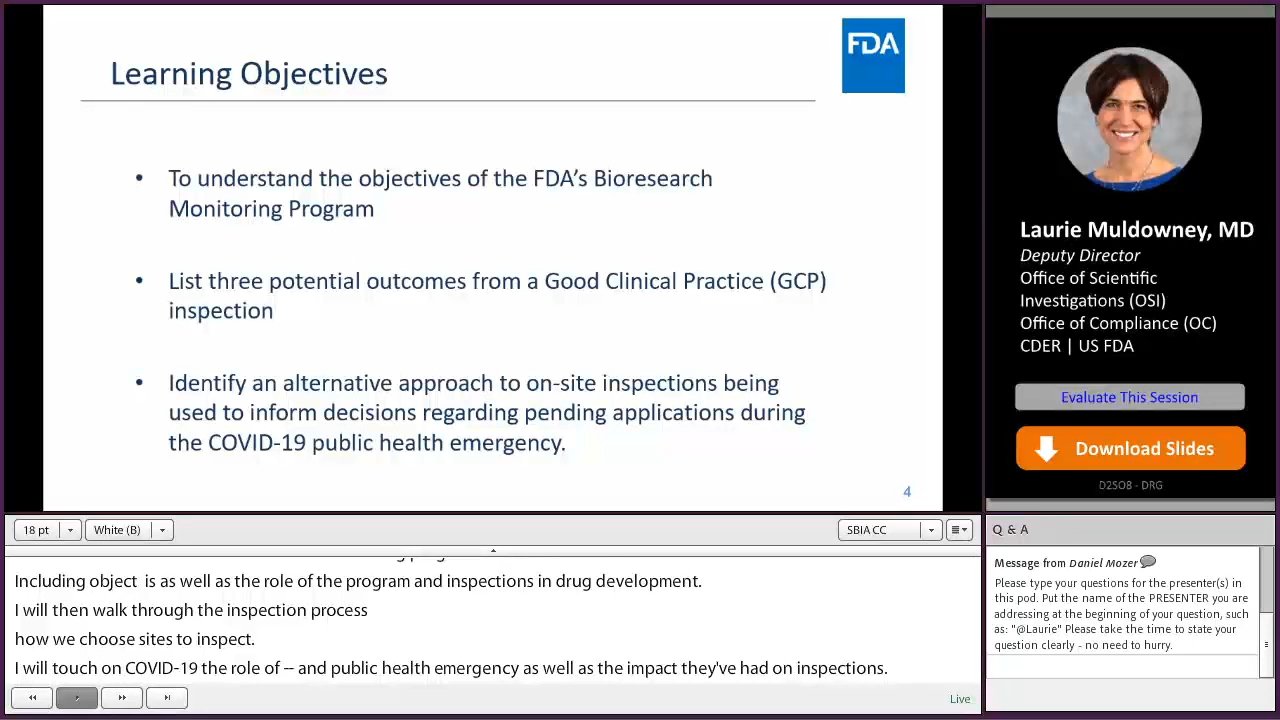 Learning Objectives
FDA
• To understand the objectives of the FDA's Bioresearch
Monitoring Program
• List three potential outcomes from a Good Clinical Practice (GCP)
inspection
• Identify an alternative approach to on-site inspections being
used to inform decisions regarding pending applications during
the COVID-19 public health emergency.
4
Laurie Muldowney, MD
Deputy Director
Office of Scientific
Investigations (OSI)
Office of Compliance (OC)
CDER | US FDA
Evaluate This Session
Download Slides
D2S08 - DRG
18 pt
White (B)
SBIA CC
Including object is as well as the role of the program and inspections in drug development.
I will then walk through the inspection process
how we choose sites to inspect.
I will touch on COVID-19 the role of -- and public health emergency as well as the impact they've had on inspections.
Live
Q & A
Message from Daniel Mozer
Please type your questions for the presenter(s) in
this pod. Put the name of the PRESENTER you are
addressing at the beginning of your question, such
as: "@Laurie" Please take the time to state your
question clearly - no need to hurry.